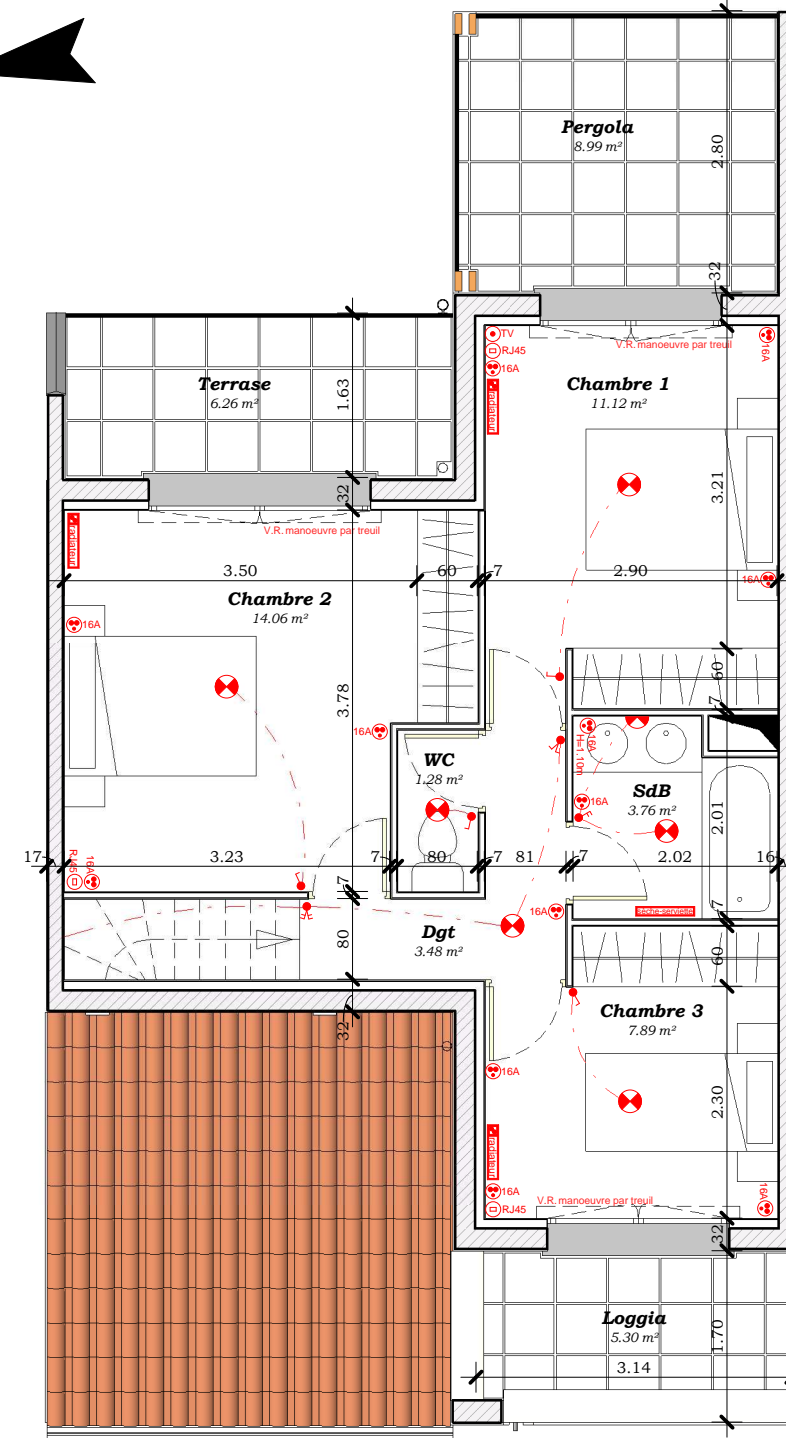 Pergola
8.99 m²
2.80
32
TV
RJ45
16A
V.R. manoeuvre par treuil
16A
radiateur
Terrase
6.26 m²
1.63
Chambre 1
11.12 m²
3.21
32
V.R. manoeuvre par treuil
radiateur
3.50
60
7
2.90
16A
Chambre 2
14.06 m²
16A
3.78
60
7
16A
16A
H=1.10m
WC
1.28 m²
SdB
3.76 m²
16A
2.01
17
3.23
7
80
7
81
7
2.02
16
RJ45
16A
7
16A
sèche-serviette
7
80
Dgt
3.48 m²
60
32
Chambre 3
7.89 m²
16A
2.30
radiateur
16A
RJ45
V.R. manoeuvre par treuil
16A
32
Loggia
5.30 m²
1.70
3.14